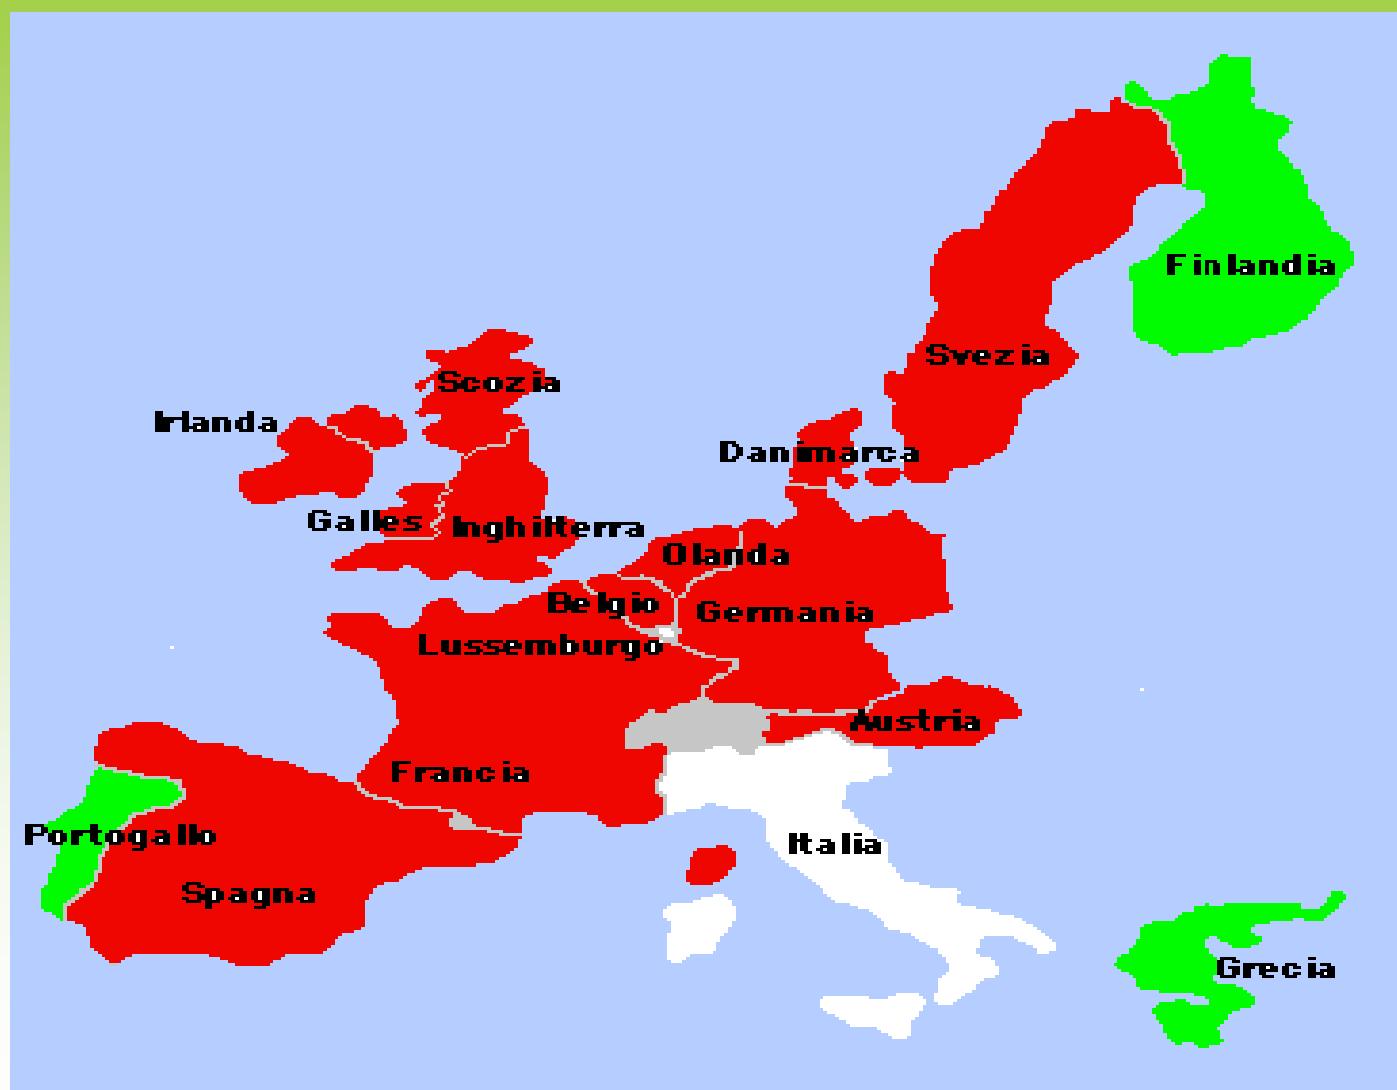 Finlandia
Svezia
Scozia
Irlanda
Danimarca
Galles
Inghilterra
Olanda
Belgio
Germania
Lussemburgo
Austria
Francia
Portogallo
Italia
Spagna
Grecia